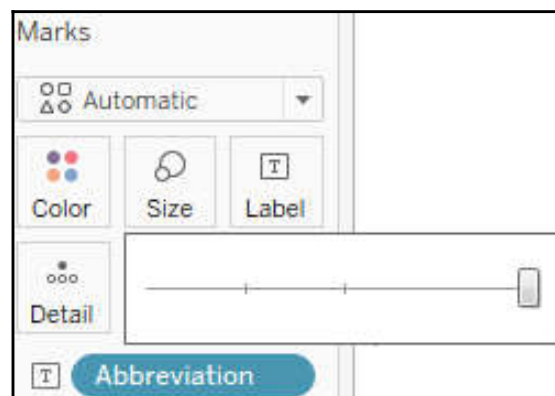 Marks
Automatic
Color Size Label
Detail
T Abbreviation